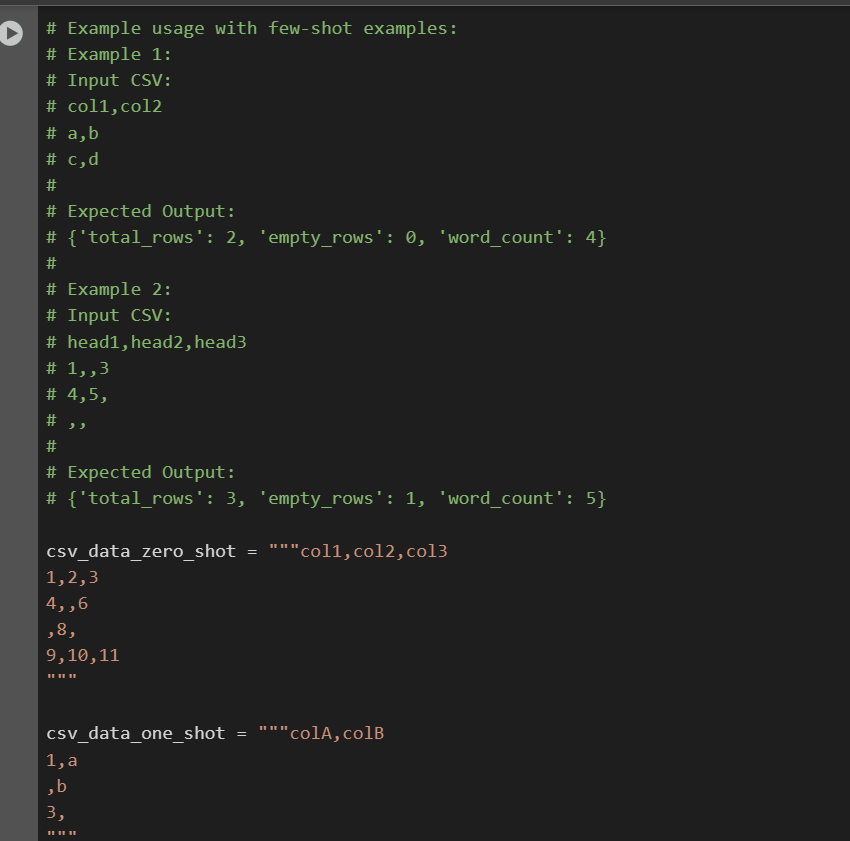 # Example usage with few-shot examples:
# Example 1:
# Input CSV:
# col1,col2
# a,b
# c,d
#
# Expected Output:
# {'total_rows': 2, 'empty_rows': 0, 'word_count': 4}
#
# Example 2:
# Input CSV:
# head1,head2,head3
# 1,,3
# 4,5,
# ,,
#
# Expected Output:
# {'total_rows': 3, 'empty_rows': 1, 'word_count': 5}
csv_data_zero_shot = """col1,col2,col3
1,2,3
4,,6
,8,
9,10,11
"""
csv_data_one_shot = """colA,colB
1,a
,b
3,
"""